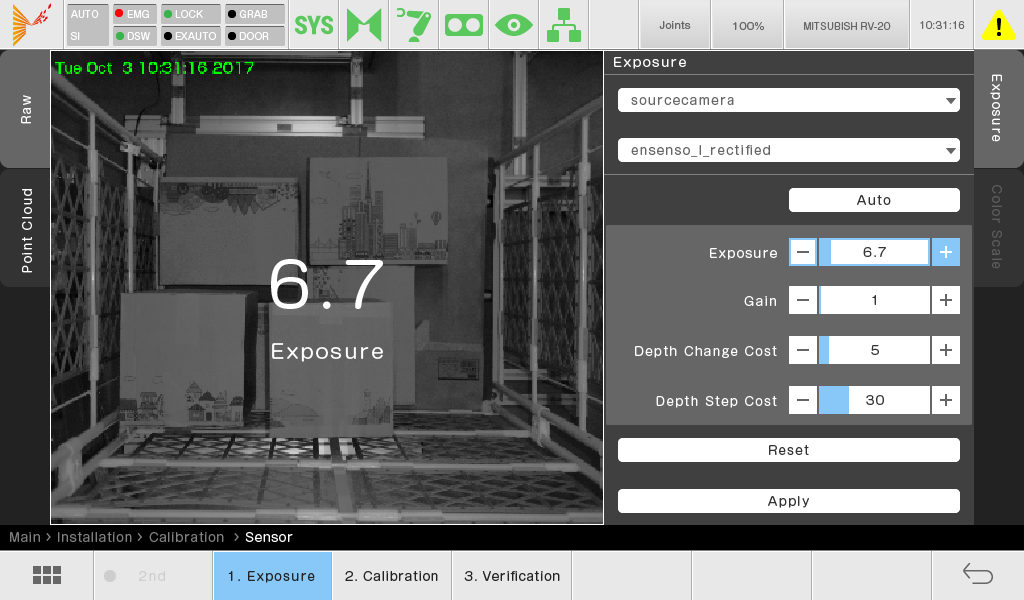 AUTO
SI
EMG
DSW
LOCK
EXAUTO
GRAB
DOOR
SYS
Joints
100%
MITSUBISH RV-20
10:31:16
Raw
Point Cloud
Tue Oct 3 10:31:16 2017
6.7
Exposure
Exposure
sourcecamera
ensenso_l_rectified
Auto
Exposure − 6.7 +
Gain − 1 +
Depth Change Cost − 5 +
Depth Step Cost − 30 +
Reset
Apply
Exposure
Color Scale
Main > Installation > Calibration > Sensor
2nd
1. Exposure
2. Calibration
3. Verification